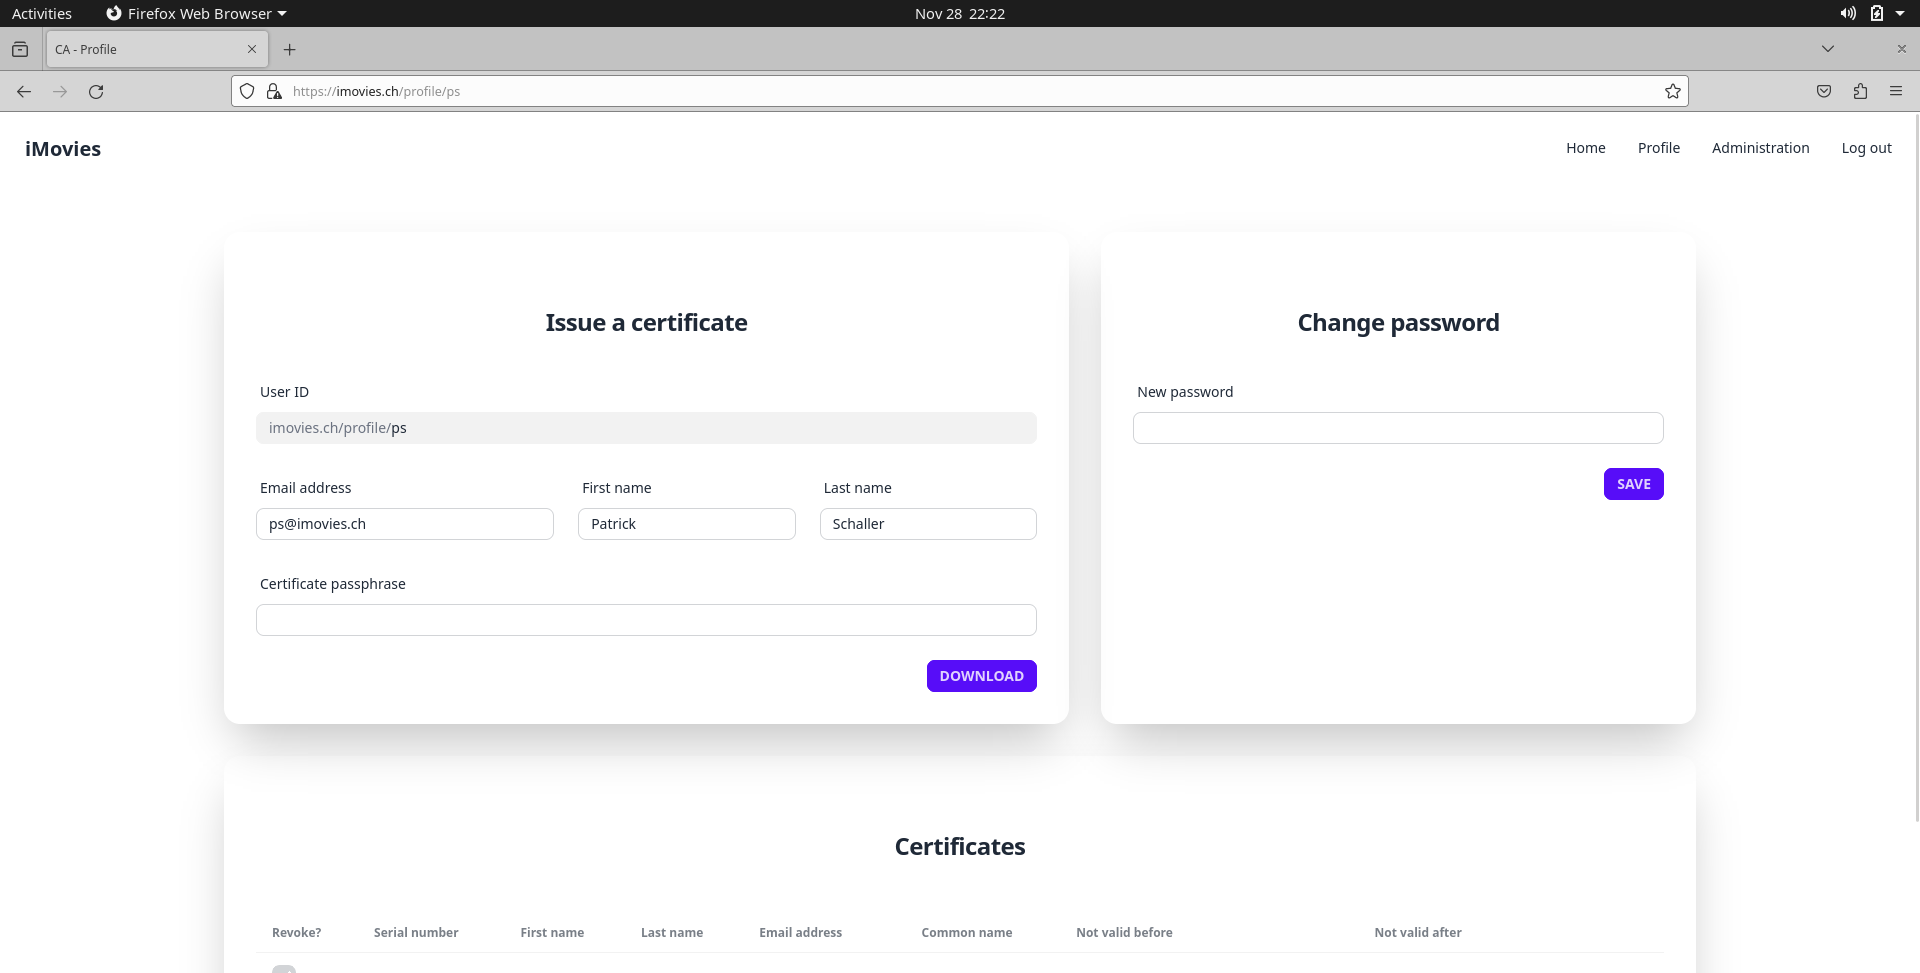 Activities Firefox Web Browser Nov 28 22:22
CA - Profile
https://imovies.ch/profile/ps
iMovies Home Profile Administration Log out
Issue a certificate
User ID
imovies.ch/profile/ps
Email address First name Last name
ps@imovies.ch Patrick Schaller
Certificate passphrase
DOWNLOAD
Change password
New password
SAVE
Certificates
Revoke? Serial number First name Last name Email address Common name Not valid before Not valid after